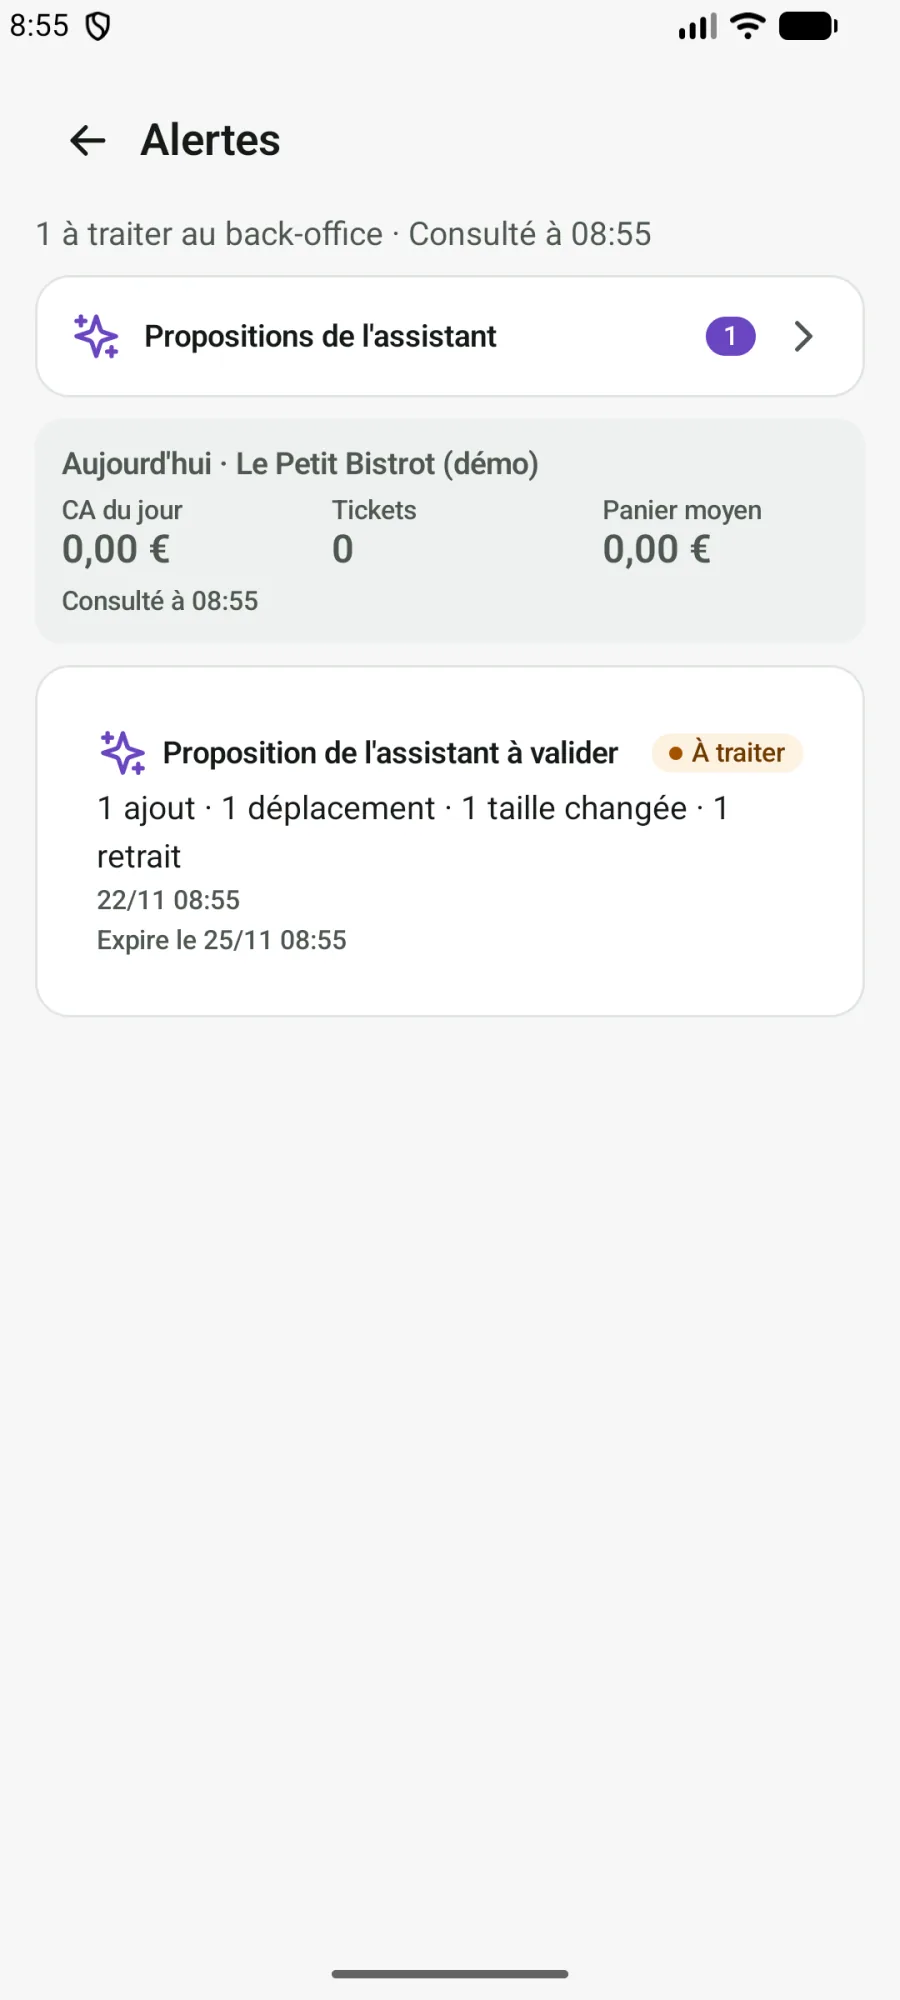 8:55
Alertes
1 à traiter au back-office · Consulté à 08:55
Propositions de l'assistant 1
Aujourd'hui · Le Petit Bistrot (démo)
CA du jour Tickets Panier moyen
0,00 € 0 0,00 €
Consulté à 08:55
Proposition de l'assistant à valider À traiter
1 ajout · 1 déplacement · 1 taille changée · 1
retrait
22/11 08:55
Expire le 25/11 08:55